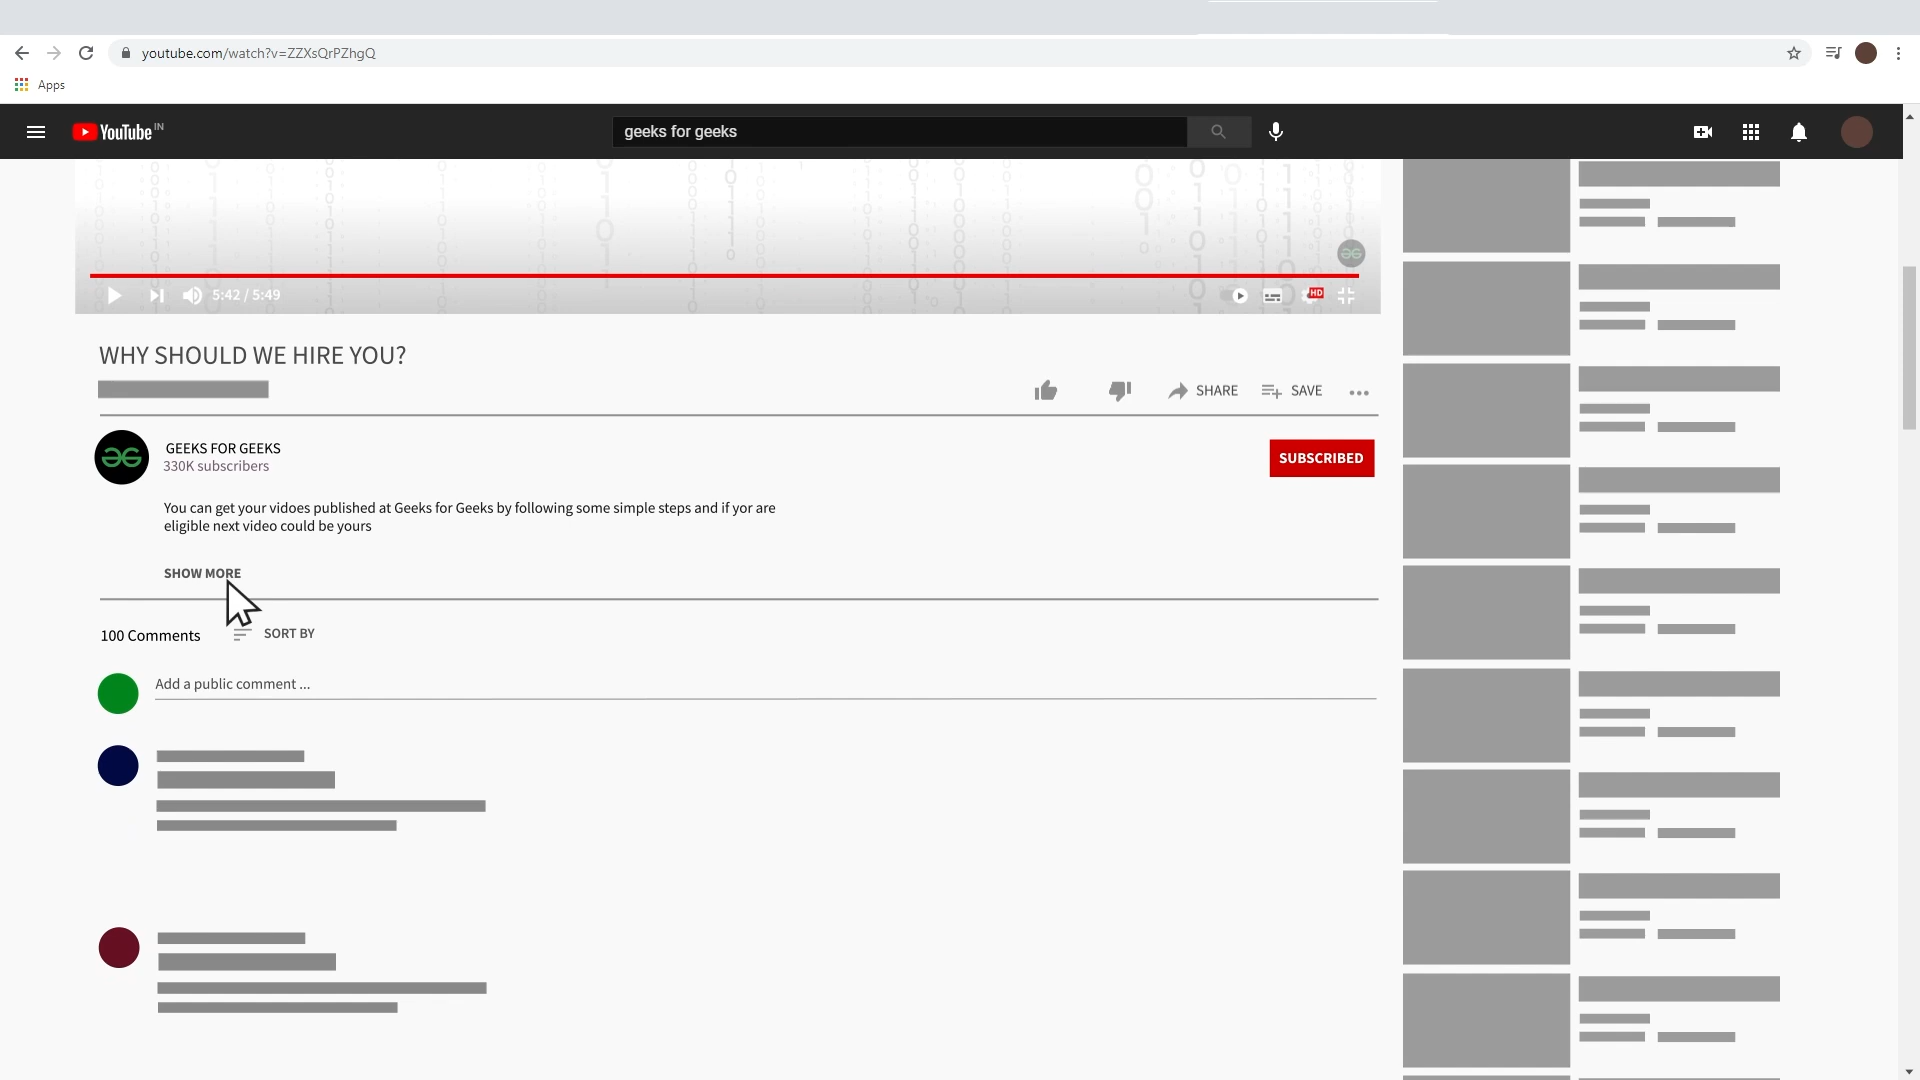 youtube.com/watch?v=ZZXsQrPZhgQ
Apps
YouTube IN
geeks for geeks
5:42 / 5:49
HD
WHY SHOULD WE HIRE YOU?
SHARE
SAVE
GEEKS FOR GEEKS
330K subscribers
SUBSCRIBED
You can get your vidoes published at Geeks for Geeks by following some simple steps and if yor are
eligible next video could be yours
SHOW MORE
100 Comments
SORT BY
Add a public comment ...